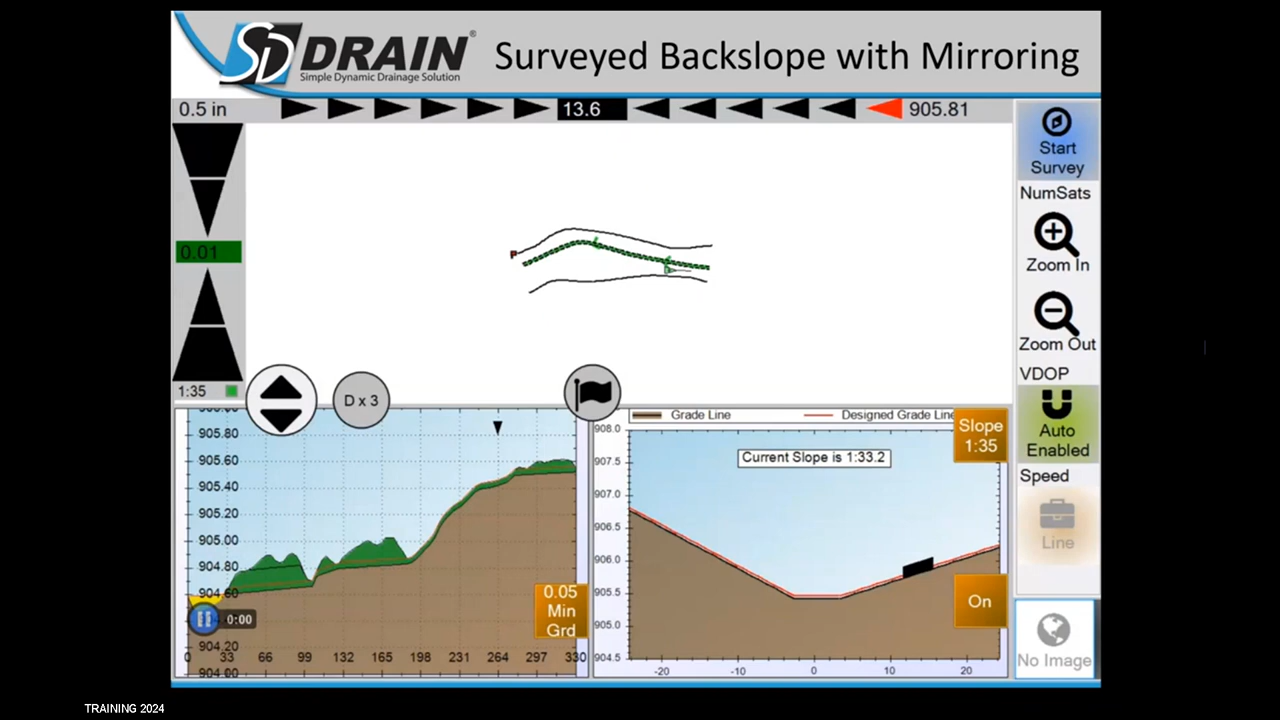 SD DRAIN®
Simple Dynamic Drainage Solution
Surveyed Backslope with Mirroring
0.5 in
13.6
905.81
Start
Survey
NumSats
0.01
Zoom In
Zoom Out
VDOP
1:35
D x 3
Auto
Enabled
Speed
Line
No Image
905.80
905.60
905.40
905.20
905.00
904.80
904.60
904.20
904.00
0:00
0.05
Min
Grd
0 33 66 99 132 165 198 231 264 297 330
Grade Line
Designed Grade Line
Slope
1:35
Current Slope is 1:33.2
908.0
907.5
907.0
906.5
906.0
905.5
905.0
904.5
On
-20 -10 0 10 20
TRAINING 2024